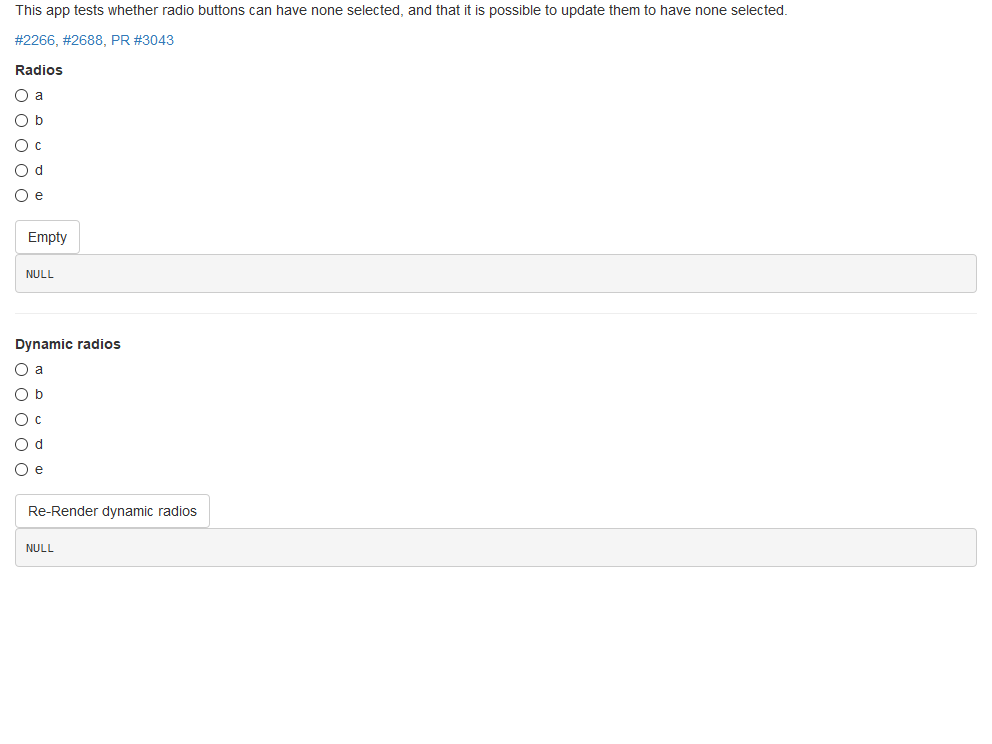 This app tests whether radio buttons can have none selected, and that it is possible to update them to have none selected.
#2266, #2688, PR #3043
Radios
a
b
c
d
e
Empty
NULL
Dynamic radios
a
b
c
d
e
Re-Render dynamic radios
NULL